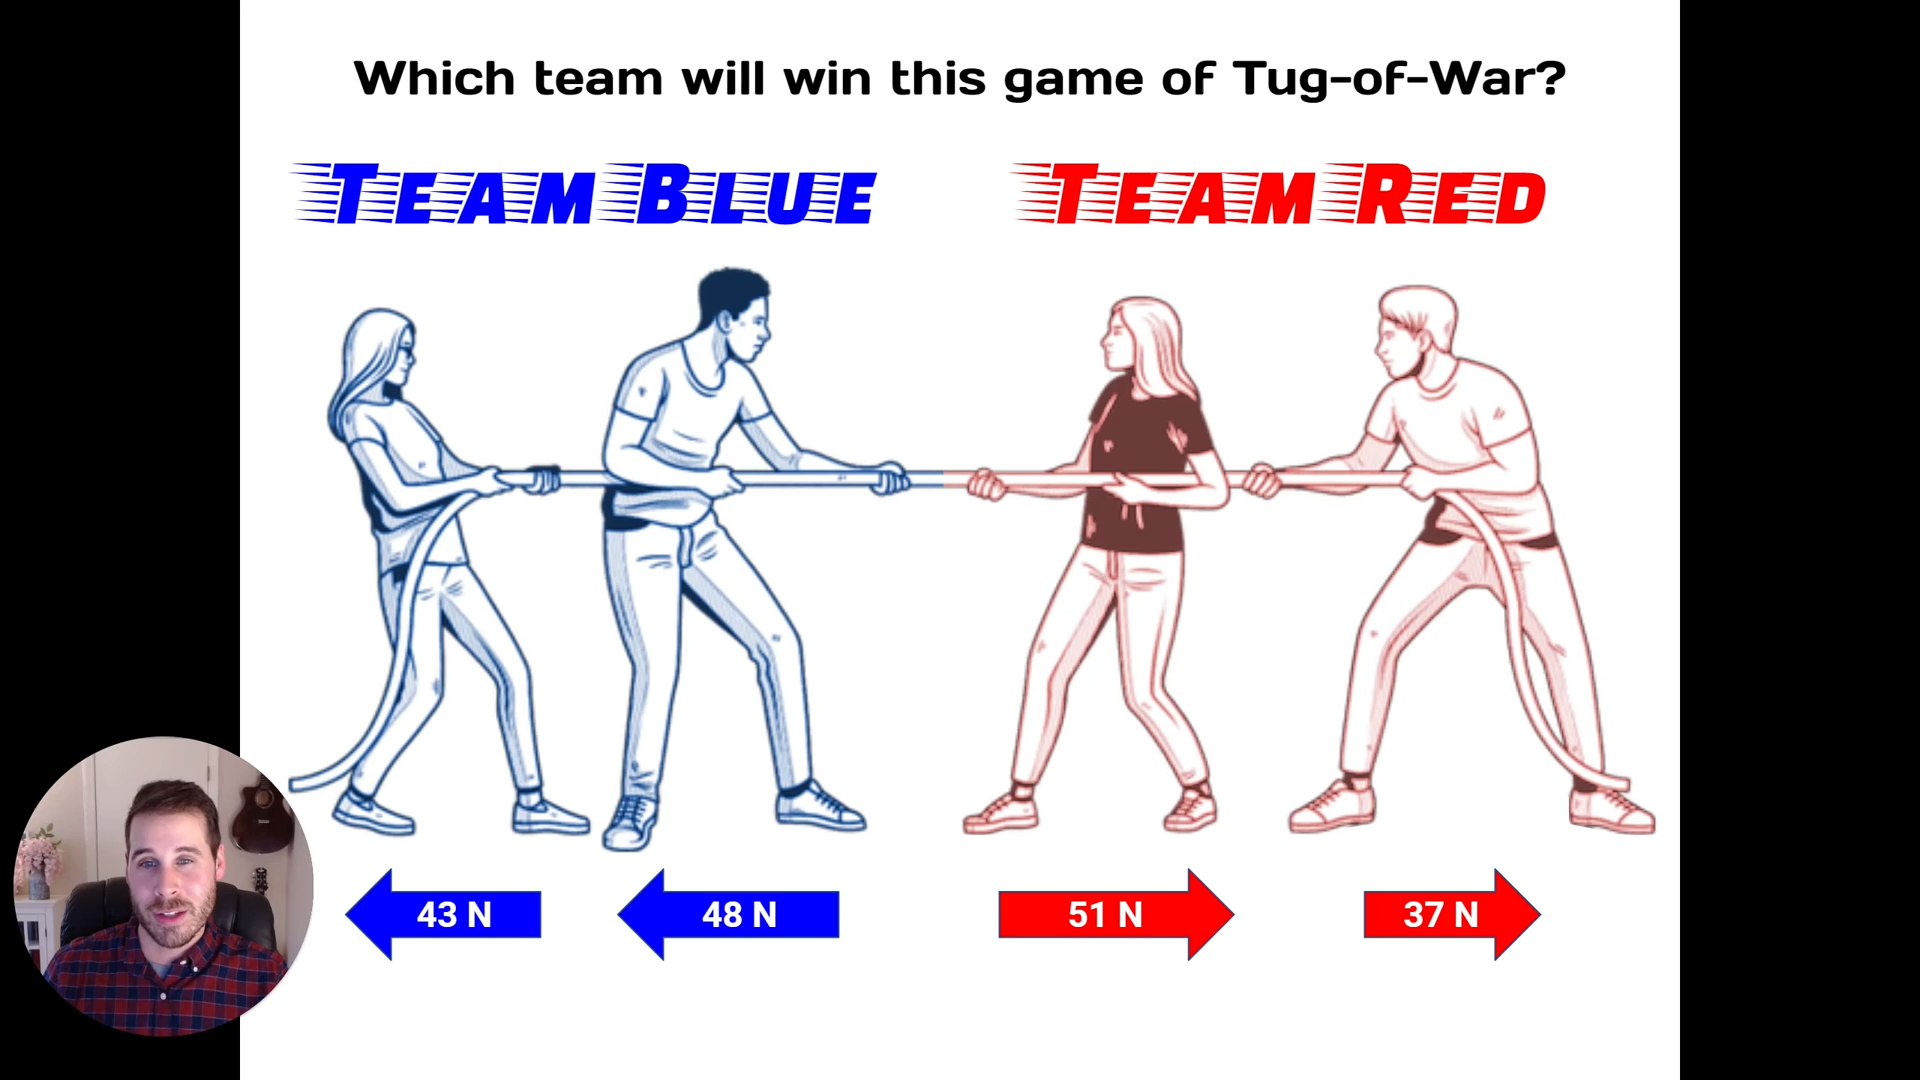 Which team will win this game of Tug-of-War?
TEAM BLUE TEAM RED
43 N 48 N 51 N 37 N